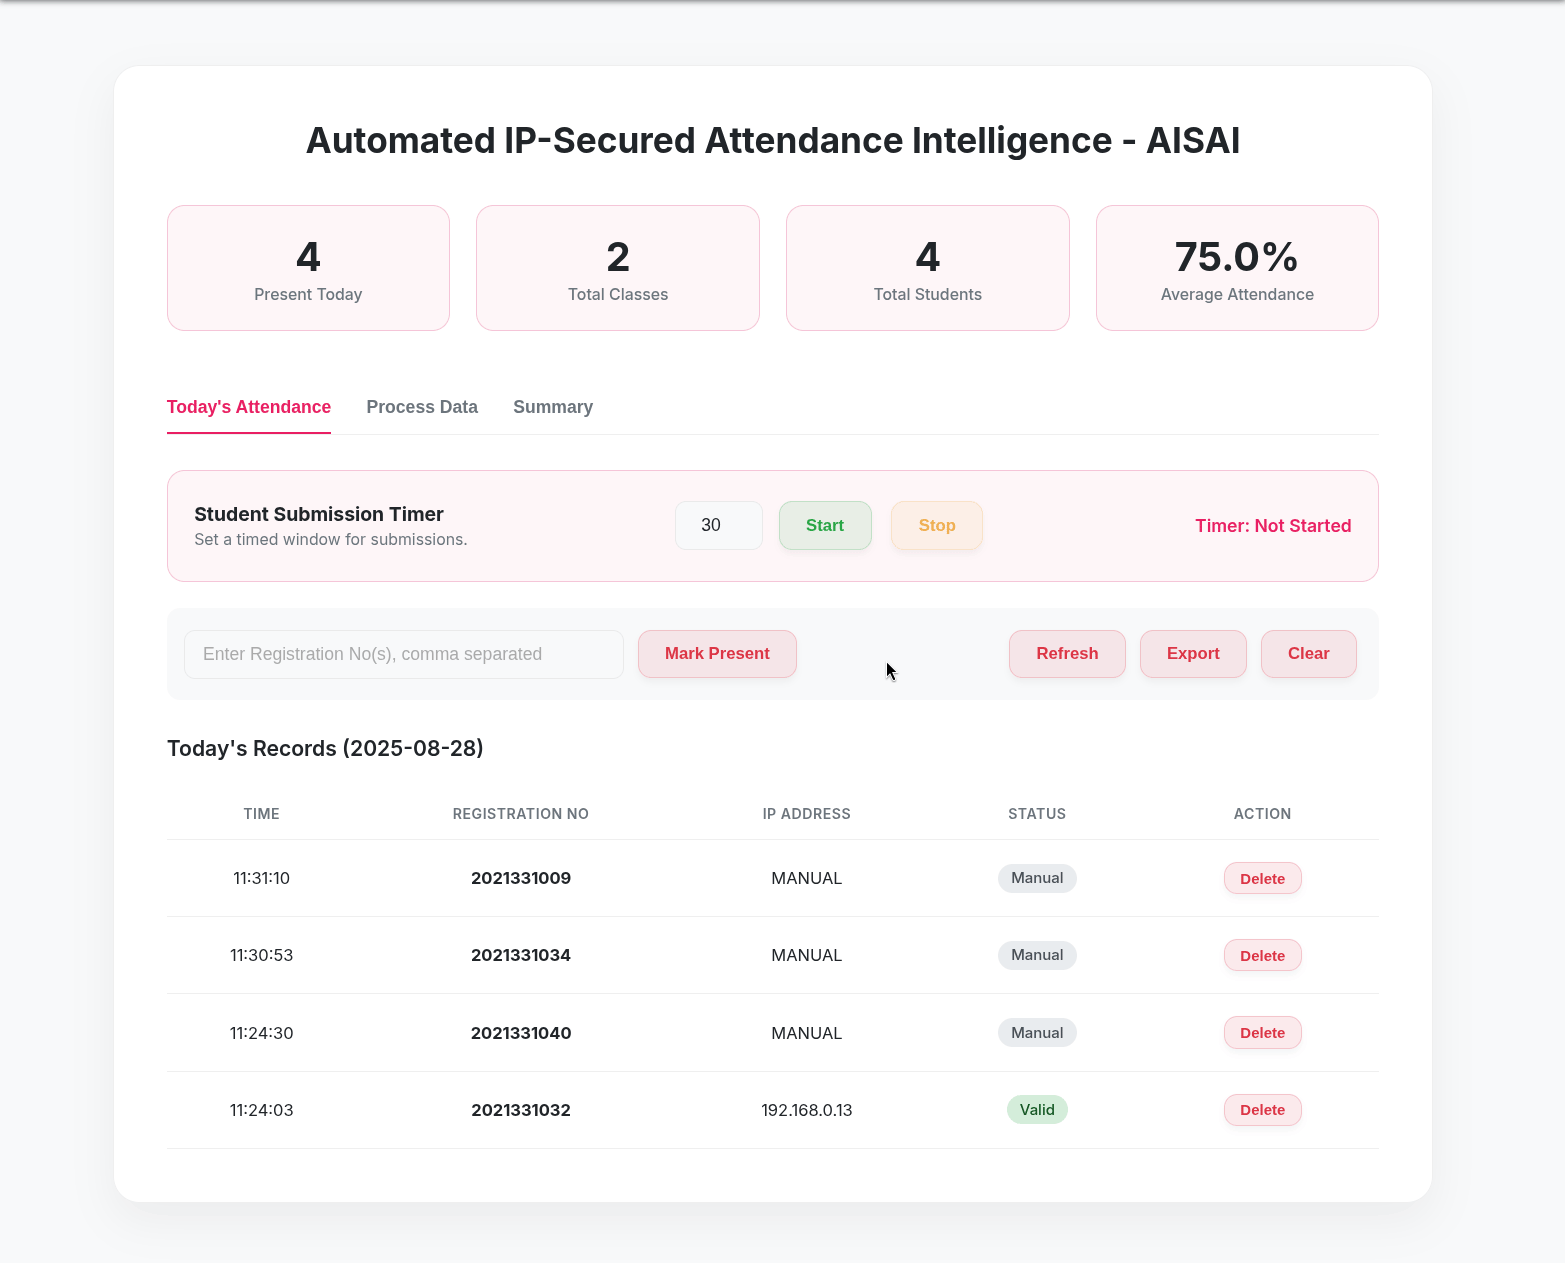 Automated IP-Secured Attendance Intelligence - AISAI
4
Present Today
2
Total Classes
4
Total Students
75.0%
Average Attendance
Today's Attendance
Process Data
Summary
Student Submission Timer
Set a timed window for submissions.
30
Start
Stop
Timer: Not Started
Enter Registration No(s), comma separated
Mark Present
Refresh
Export
Clear
Today's Records (2025-08-28)
TIME REGISTRATION NO IP ADDRESS STATUS ACTION
11:31:10 2021331009 MANUAL Manual Delete
11:30:53 2021331034 MANUAL Manual Delete
11:24:30 2021331040 MANUAL Manual Delete
11:24:03 2021331032 192.168.0.13 Valid Delete